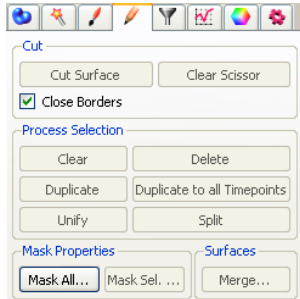 Cut
Cut Surface Clear Scissor
Close Borders
Process Selection
Clear Delete
Duplicate Duplicate to all Timepoints
Unify Split
Mask Properties Surfaces
Mask All... Mask Sel. ... Merge...